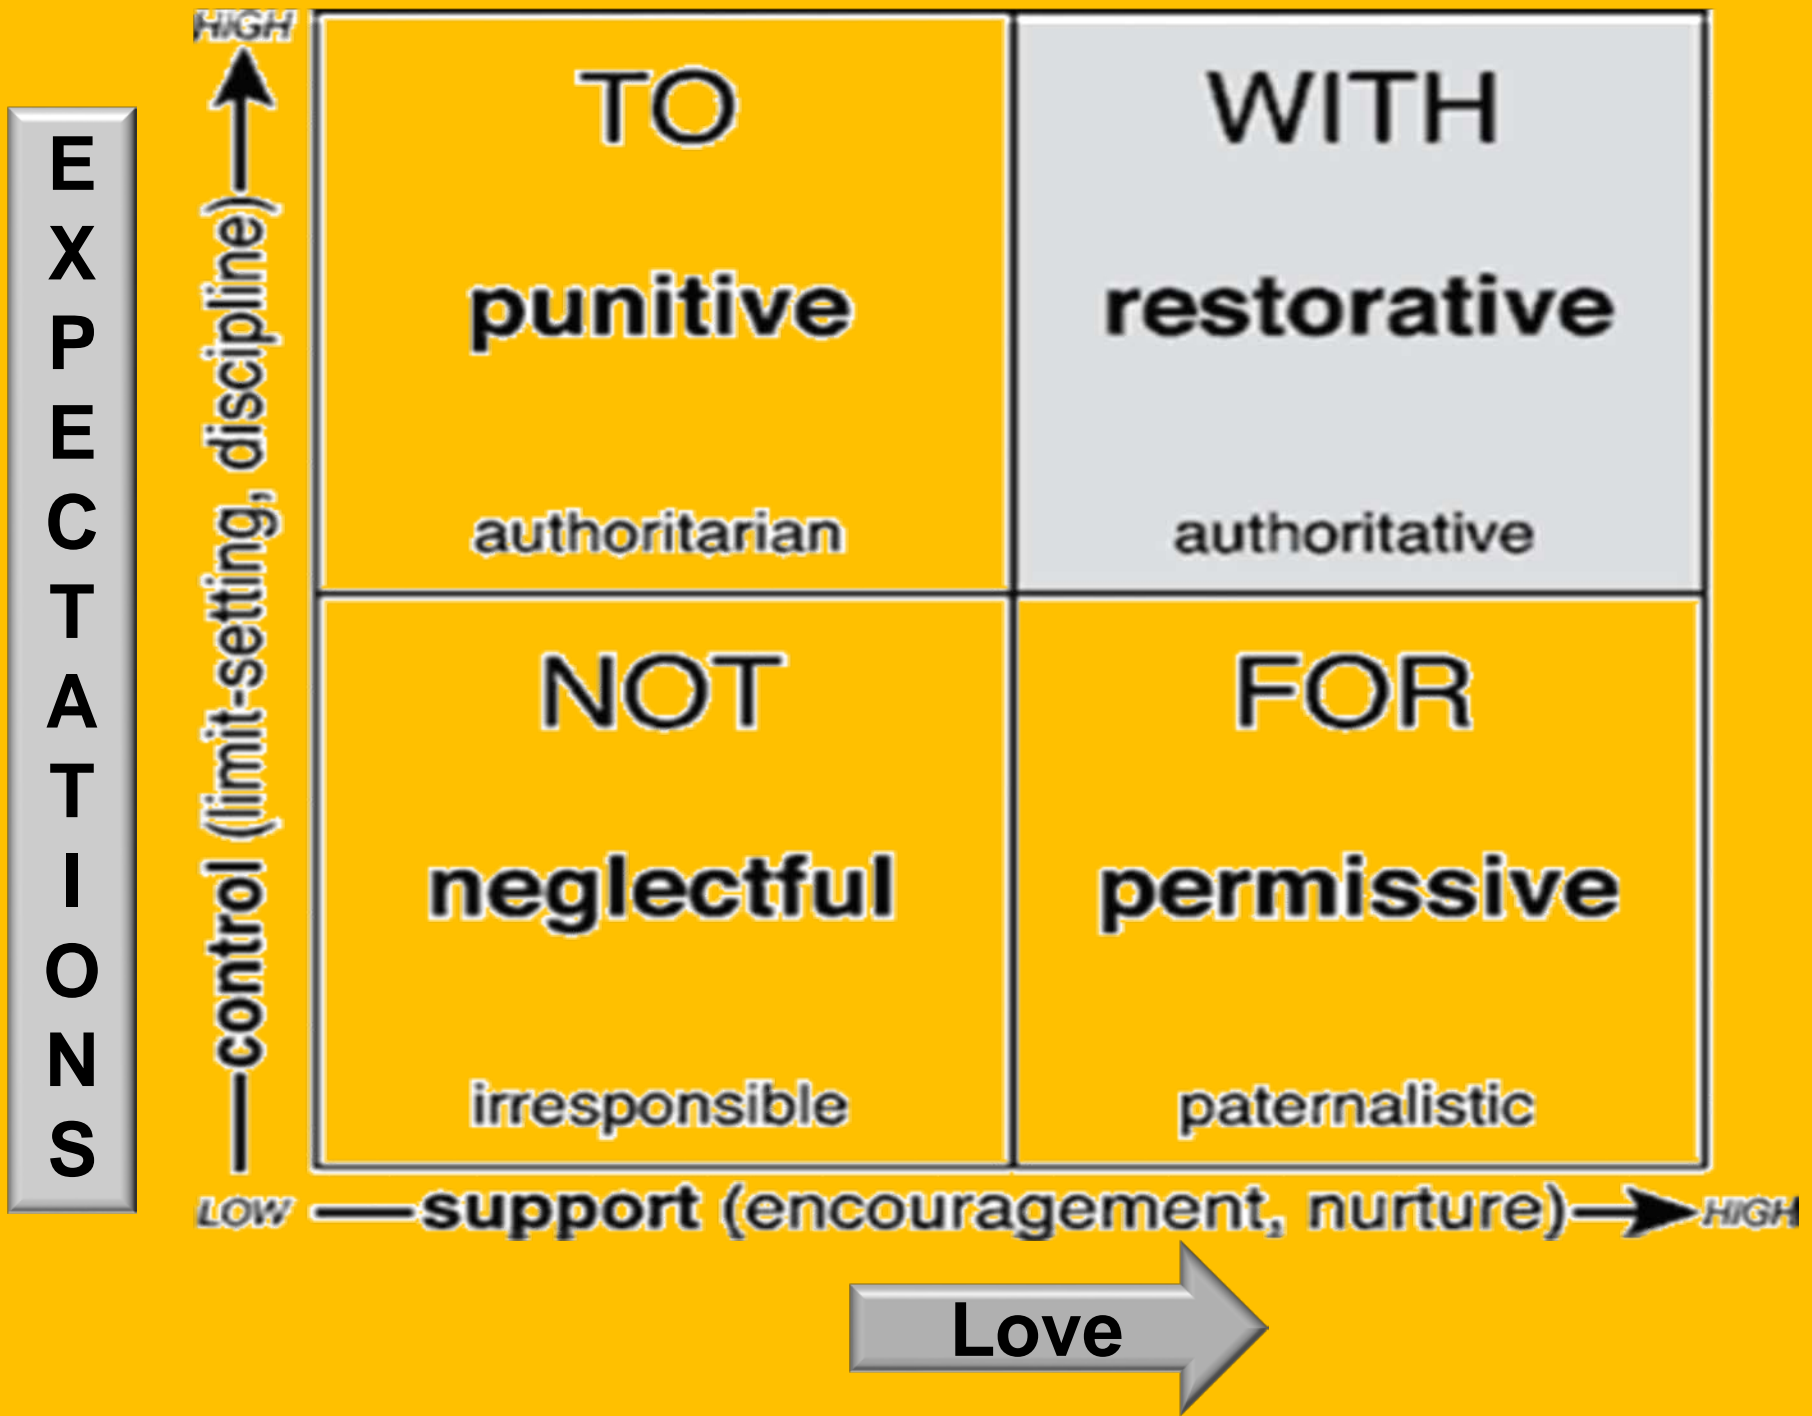 EXPECTATIONS
HIGH
control (limit-setting, discipline)
TO
punitive
authoritarian
WITH
restorative
authoritative
NOT
neglectful
irresponsible
FOR
permissive
paternalistic
LOW support (encouragement, nurture) HIGH
Love